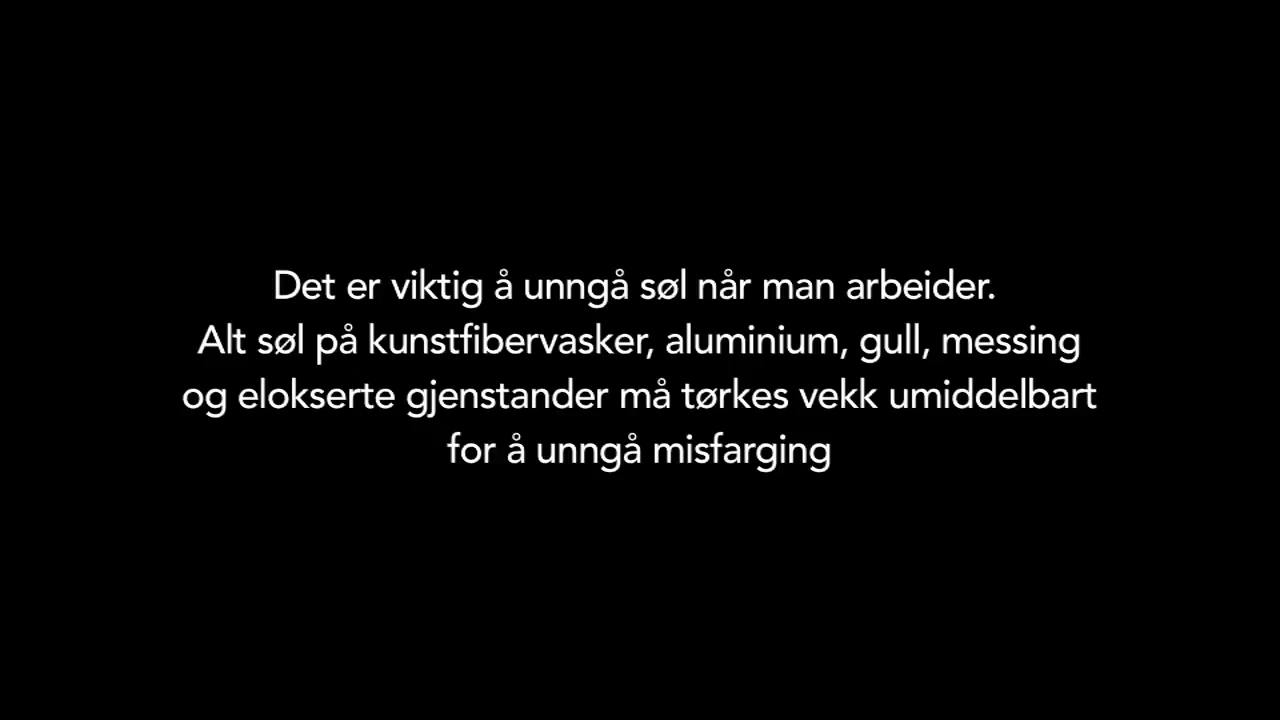 Det er viktig å unngå søl når man arbeider.
Alt søl på kunstfibervasker, aluminium, gull, messing
og elokserte gjenstander må tørkes vekk umiddelbart
for å unngå misfarging